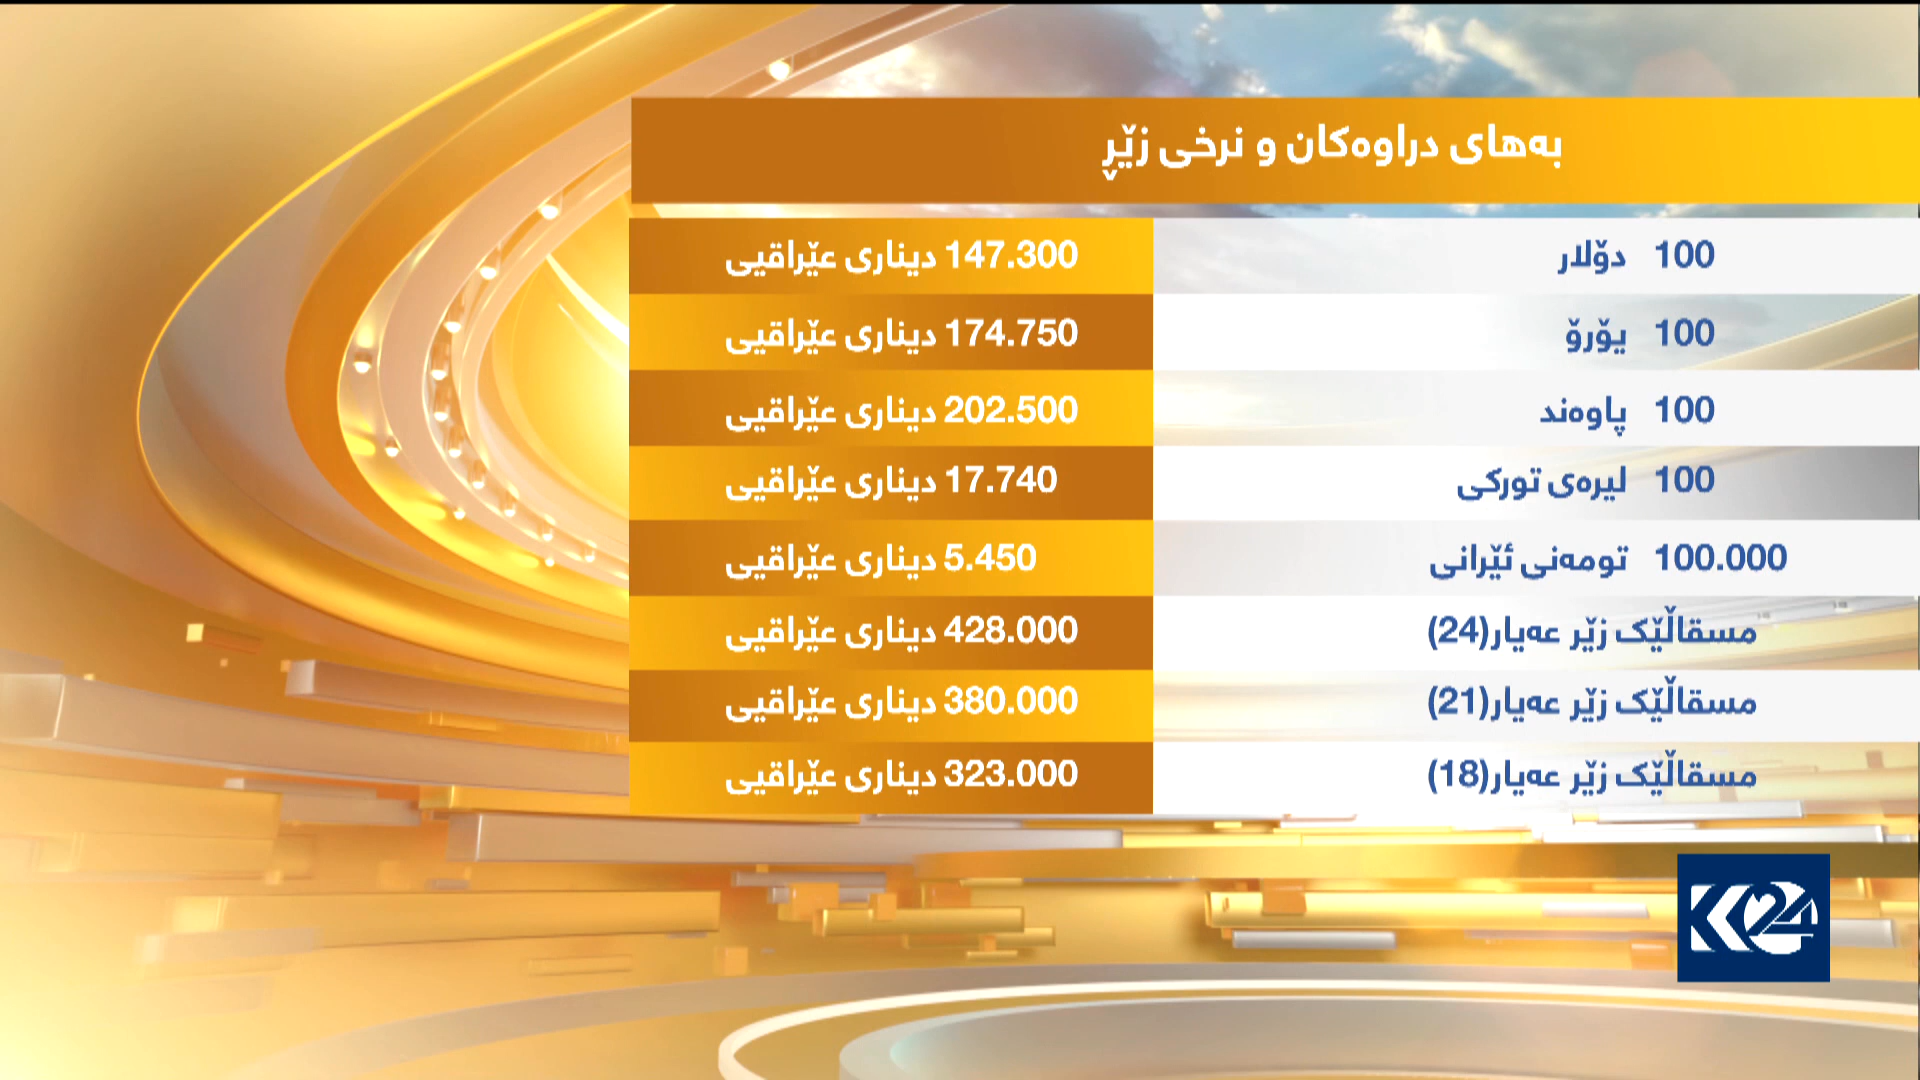 بەهای دراوەکان و نرخی زێڕ
100 دۆلار 147.300 دیناری عێراقیی
100 یۆرۆ 174.750 دیناری عێراقیی
100 پاوەند 202.500 دیناری عێراقیی
100 لیرەی تورکی 17.740 دیناری عێراقیی
100.000 تومەنی ئێرانی 5.450 دیناری عێراقیی
مسقاڵێک زێر عەیار(24) 428.000 دیناری عێراقیی
مسقاڵێک زێر عەیار(21) 380.000 دیناری عێراقیی
مسقاڵێک زێر عەیار(18) 323.000 دیناری عێراقیی
K24